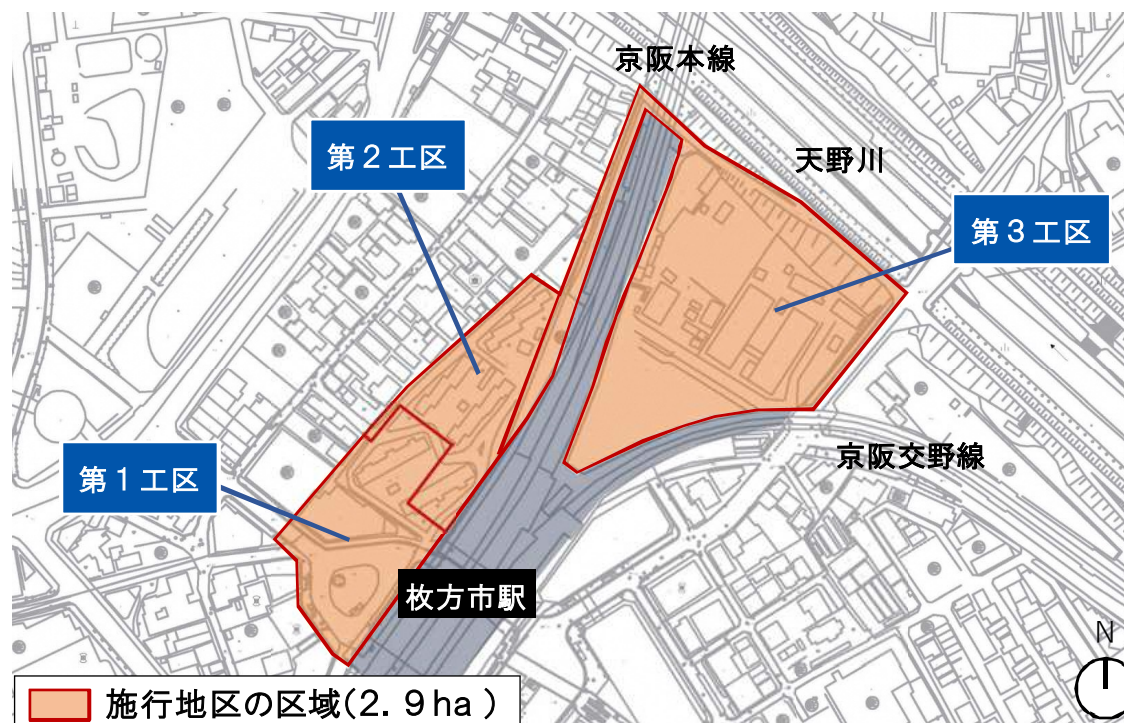 京阪本線
第２工区
天野川
第３工区
京阪交野線
第１工区
枚方市駅
N
施行地区の区域(２.９ha)